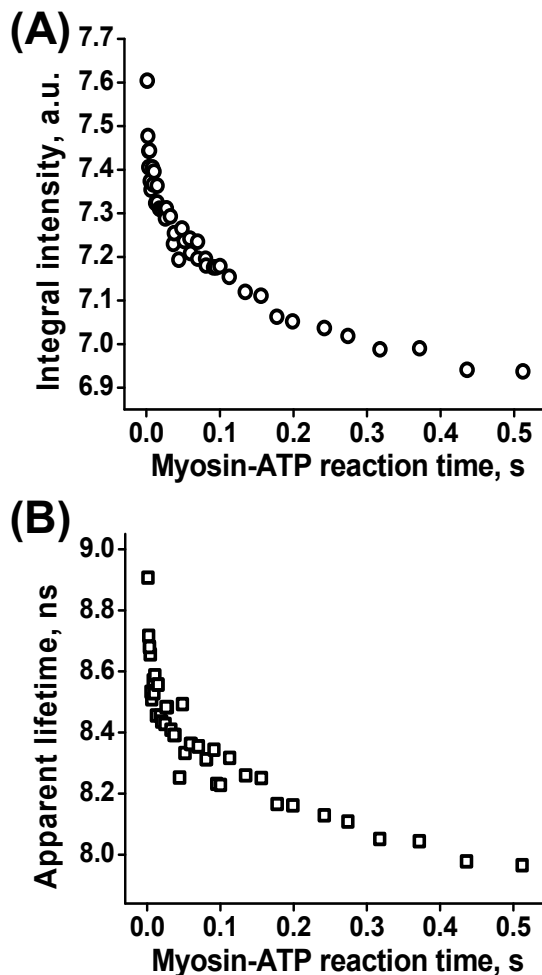 (A)
Integral intensity, a.u.
7.7
7.6
7.5
7.4
7.3
7.2
7.1
7.0
6.9
0.0 0.1 0.2 0.3 0.4 0.5
Myosin-ATP reaction time, s
(B)
Apparent lifetime, ns
9.0
8.8
8.6
8.4
8.2
8.0
0.0 0.1 0.2 0.3 0.4 0.5
Myosin-ATP reaction time, s